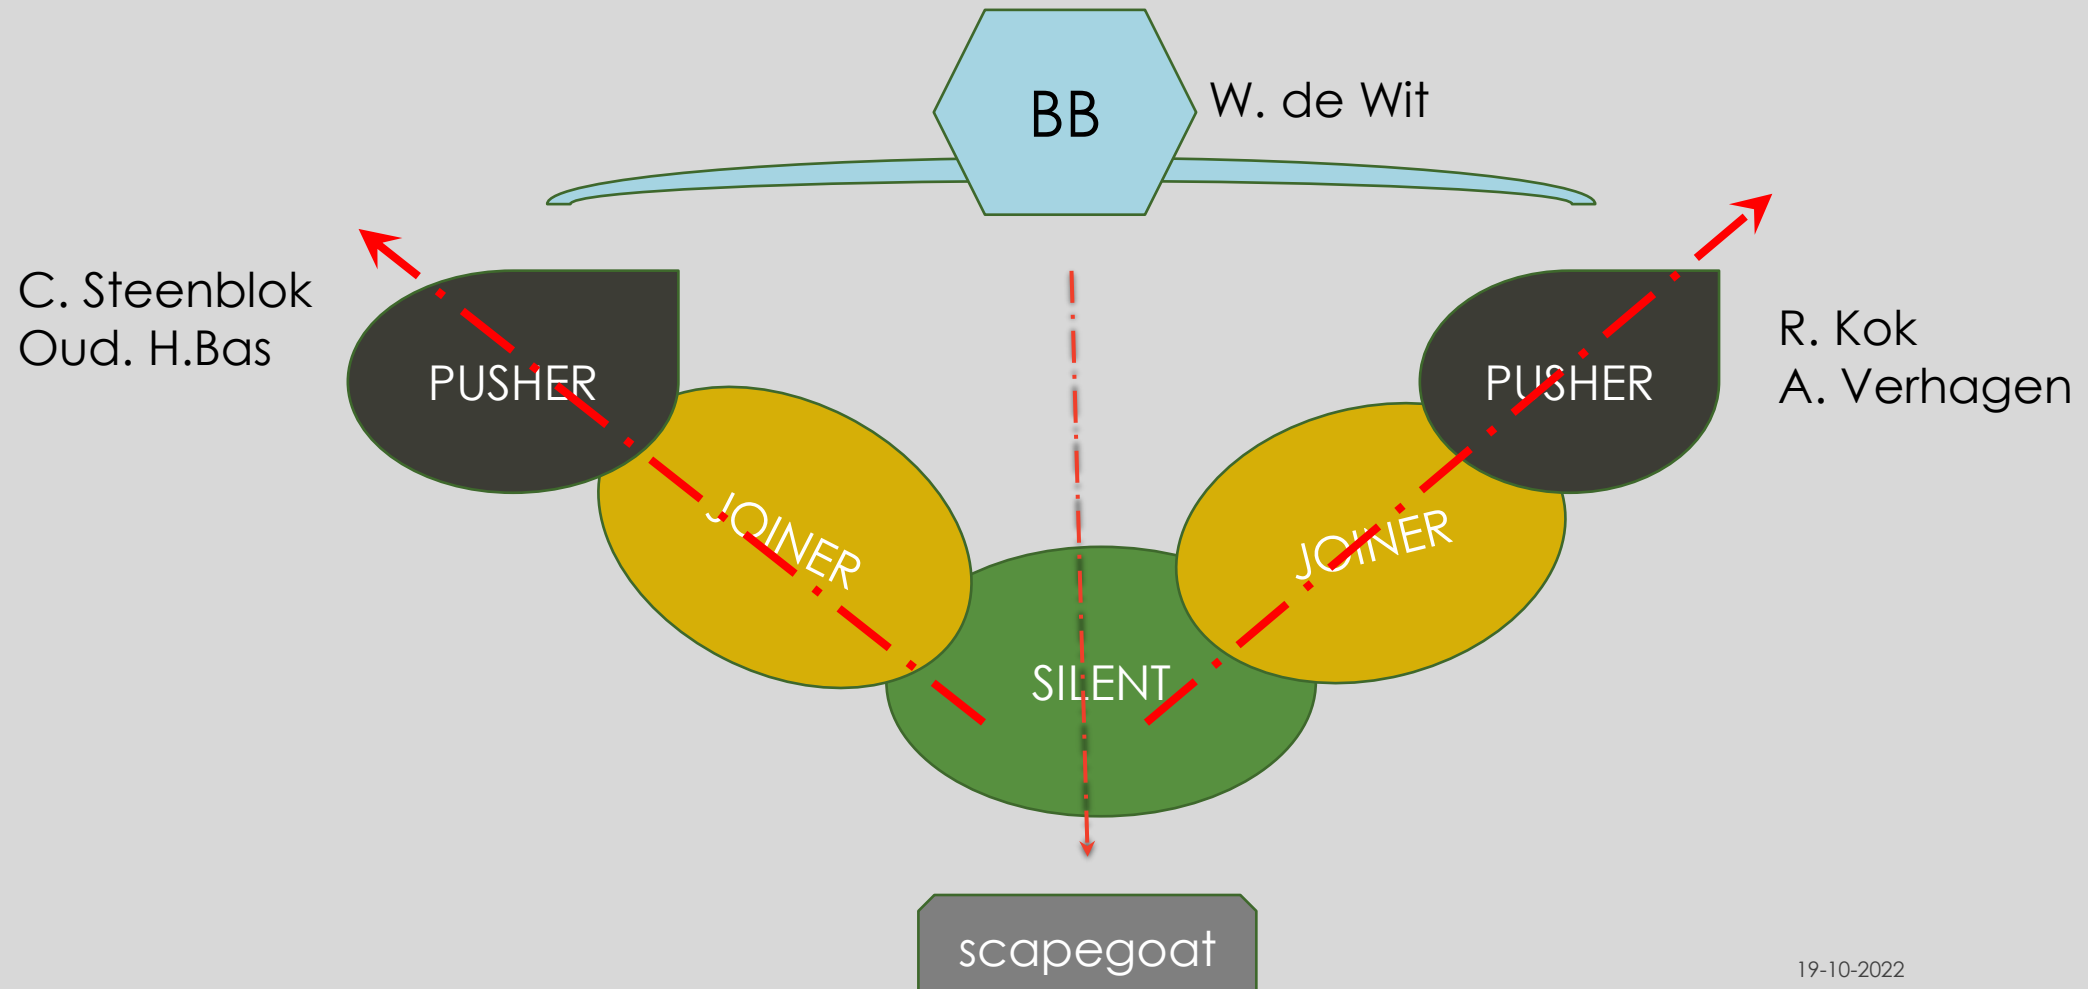 BB
W. de Wit
C. Steenblok
Oud. H.Bas
PUSHER
PUSHER
R. Kok
A. Verhagen
JOINER
JOINER
SILENT
scapegoat
19-10-2022